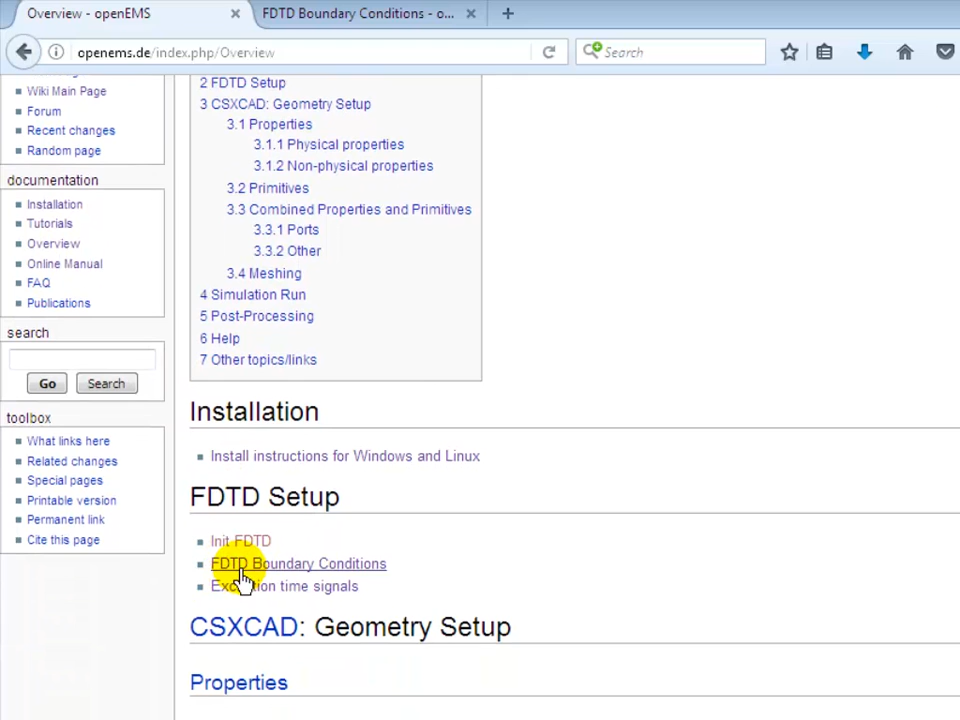 Overview - openEMS
FDTD Boundary Conditions - o...
openems.de/index.php/Overview
Search
Wiki Main Page
Forum
Recent changes
Random page
documentation
Installation
Tutorials
Overview
Online Manual
FAQ
Publications
search
Go
Search
toolbox
What links here
Related changes
Special pages
Printable version
Permanent link
Cite this page
2 FDTD Setup
3 CSXCAD: Geometry Setup
3.1 Properties
3.1.1 Physical properties
3.1.2 Non-physical properties
3.2 Primitives
3.3 Combined Properties and Primitives
3.3.1 Ports
3.3.2 Other
3.4 Meshing
4 Simulation Run
5 Post-Processing
6 Help
7 Other topics/links
Installation
Install instructions for Windows and Linux
FDTD Setup
Init FDTD
FDTD Boundary Conditions
Excitation time signals
CSXCAD: Geometry Setup
Properties